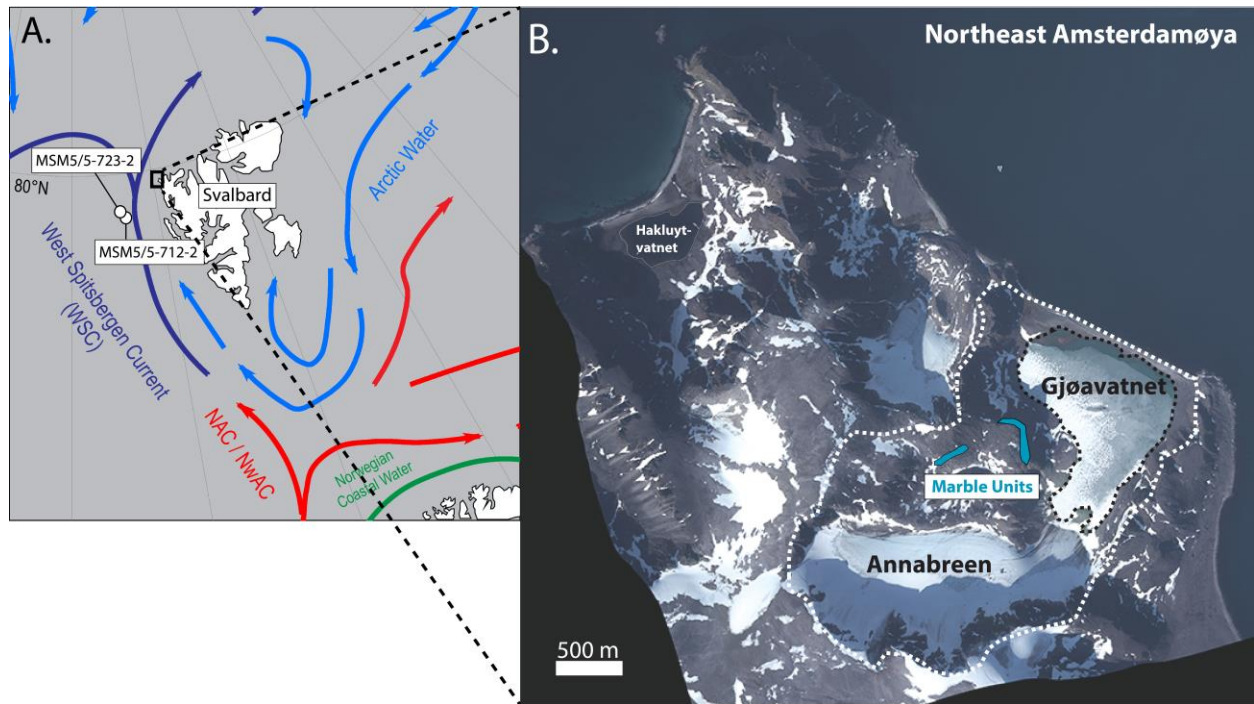 A.
MSM5/5-723-2
80°N
Svalbard
MSM5/5-712-2
Arctic Water
West Spitsbergen Current
(WSC)
NAC / NwAC
Norwegian
Coastal Water
B.
Northeast Amsterdamøya
Hakluyt-
vatnet
Gjøavatnet
Marble Units
Annabreen
500 m